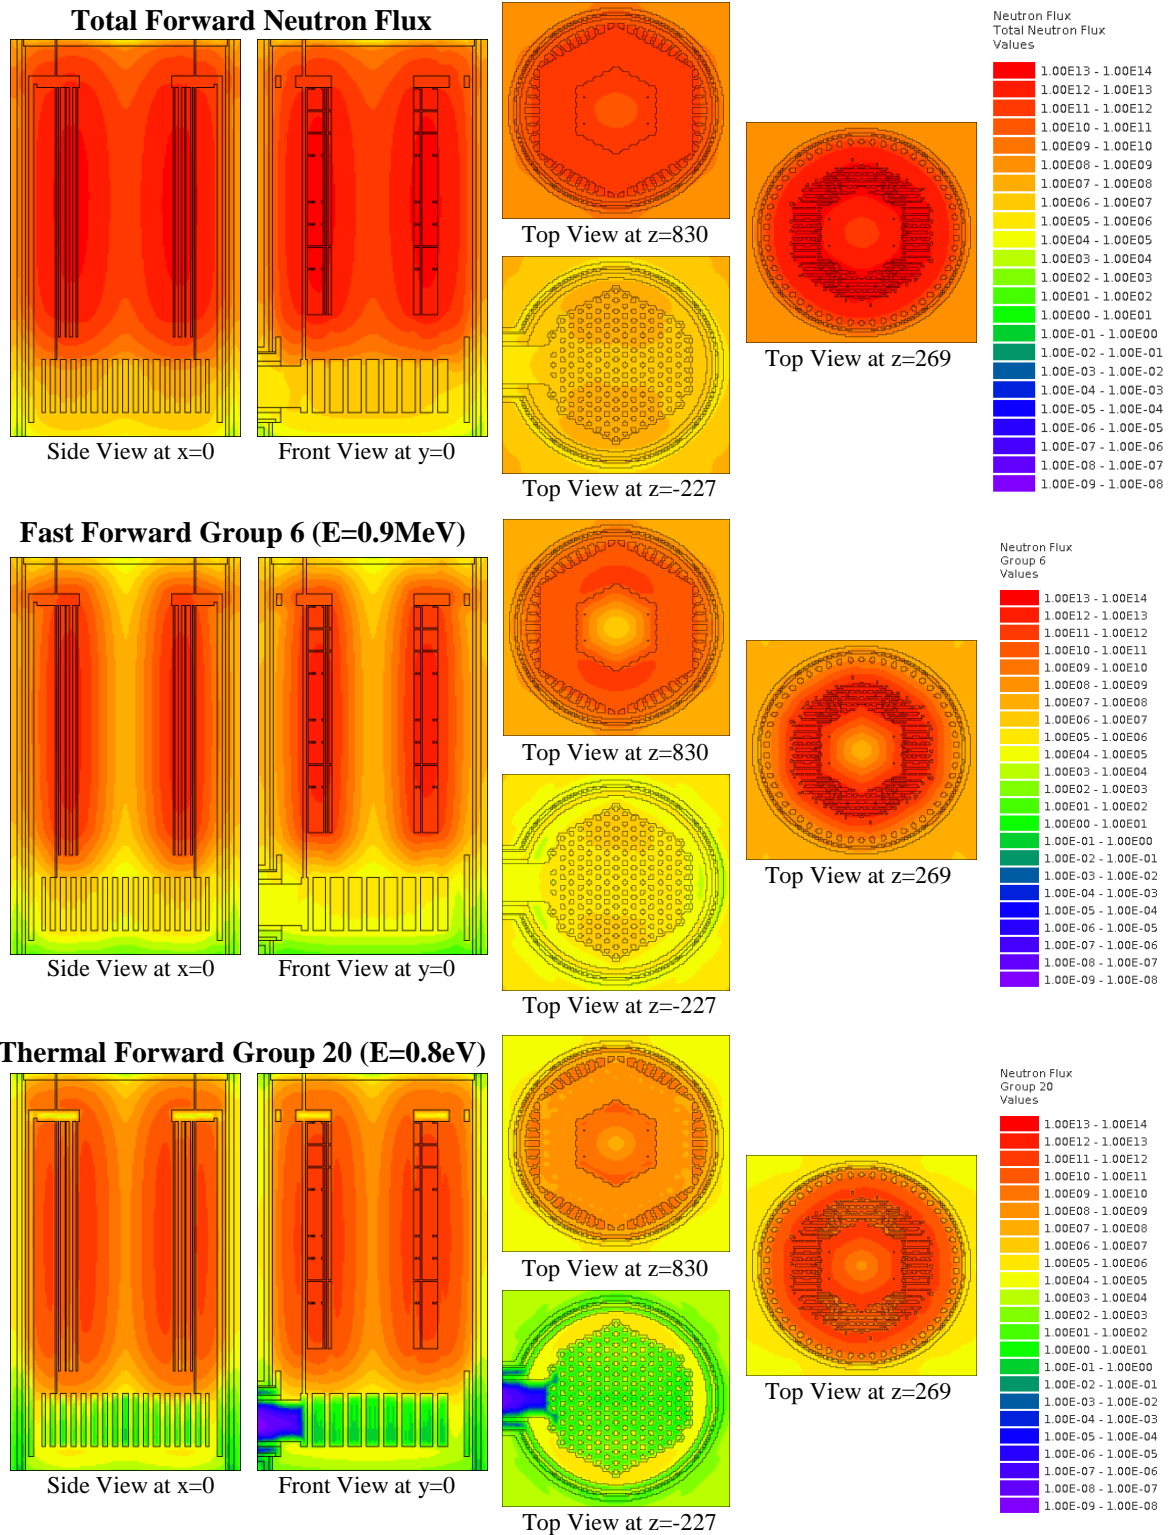 Total Forward Neutron Flux
Side View at x=0
Front View at y=0
Top View at z=830
Top View at z=-227
Top View at z=269
Neutron Flux
Total Neutron Flux
Values
1.00E13 - 1.00E14
1.00E12 - 1.00E13
1.00E11 - 1.00E12
1.00E10 - 1.00E11
1.00E09 - 1.00E10
1.00E08 - 1.00E09
1.00E07 - 1.00E08
1.00E06 - 1.00E07
1.00E05 - 1.00E06
1.00E04 - 1.00E05
1.00E03 - 1.00E04
1.00E02 - 1.00E03
1.00E01 - 1.00E02
1.00E00 - 1.00E01
1.00E-01 - 1.00E00
1.00E-02 - 1.00E-01
1.00E-03 - 1.00E-02
1.00E-04 - 1.00E-03
1.00E-05 - 1.00E-04
1.00E-06 - 1.00E-05
1.00E-07 - 1.00E-06
1.00E-08 - 1.00E-07
1.00E-09 - 1.00E-08
Fast Forward Group 6 (E=0.9MeV)
Side View at x=0
Front View at y=0
Top View at z=830
Top View at z=-227
Top View at z=269
Neutron Flux
Group 6
Values
1.00E13 - 1.00E14
1.00E12 - 1.00E13
1.00E11 - 1.00E12
1.00E10 - 1.00E11
1.00E09 - 1.00E10
1.00E08 - 1.00E09
1.00E07 - 1.00E08
1.00E06 - 1.00E07
1.00E05 - 1.00E06
1.00E04 - 1.00E05
1.00E03 - 1.00E04
1.00E02 - 1.00E03
1.00E01 - 1.00E02
1.00E00 - 1.00E01
1.00E-01 - 1.00E00
1.00E-02 - 1.00E-01
1.00E-03 - 1.00E-02
1.00E-04 - 1.00E-03
1.00E-05 - 1.00E-04
1.00E-06 - 1.00E-05
1.00E-07 - 1.00E-06
1.00E-08 - 1.00E-07
1.00E-09 - 1.00E-08
Thermal Forward Group 20 (E=0.8eV)
Side View at x=0
Front View at y=0
Top View at z=830
Top View at z=-227
Top View at z=269
Neutron Flux
Group 20
Values
1.00E13 - 1.00E14
1.00E12 - 1.00E13
1.00E11 - 1.00E12
1.00E10 - 1.00E11
1.00E09 - 1.00E10
1.00E08 - 1.00E09
1.00E07 - 1.00E08
1.00E06 - 1.00E07
1.00E05 - 1.00E06
1.00E04 - 1.00E05
1.00E03 - 1.00E04
1.00E02 - 1.00E03
1.00E01 - 1.00E02
1.00E00 - 1.00E01
1.00E-01 - 1.00E00
1.00E-02 - 1.00E-01
1.00E-03 - 1.00E-02
1.00E-04 - 1.00E-03
1.00E-05 - 1.00E-04
1.00E-06 - 1.00E-05
1.00E-07 - 1.00E-06
1.00E-08 - 1.00E-07
1.00E-09 - 1.00E-08